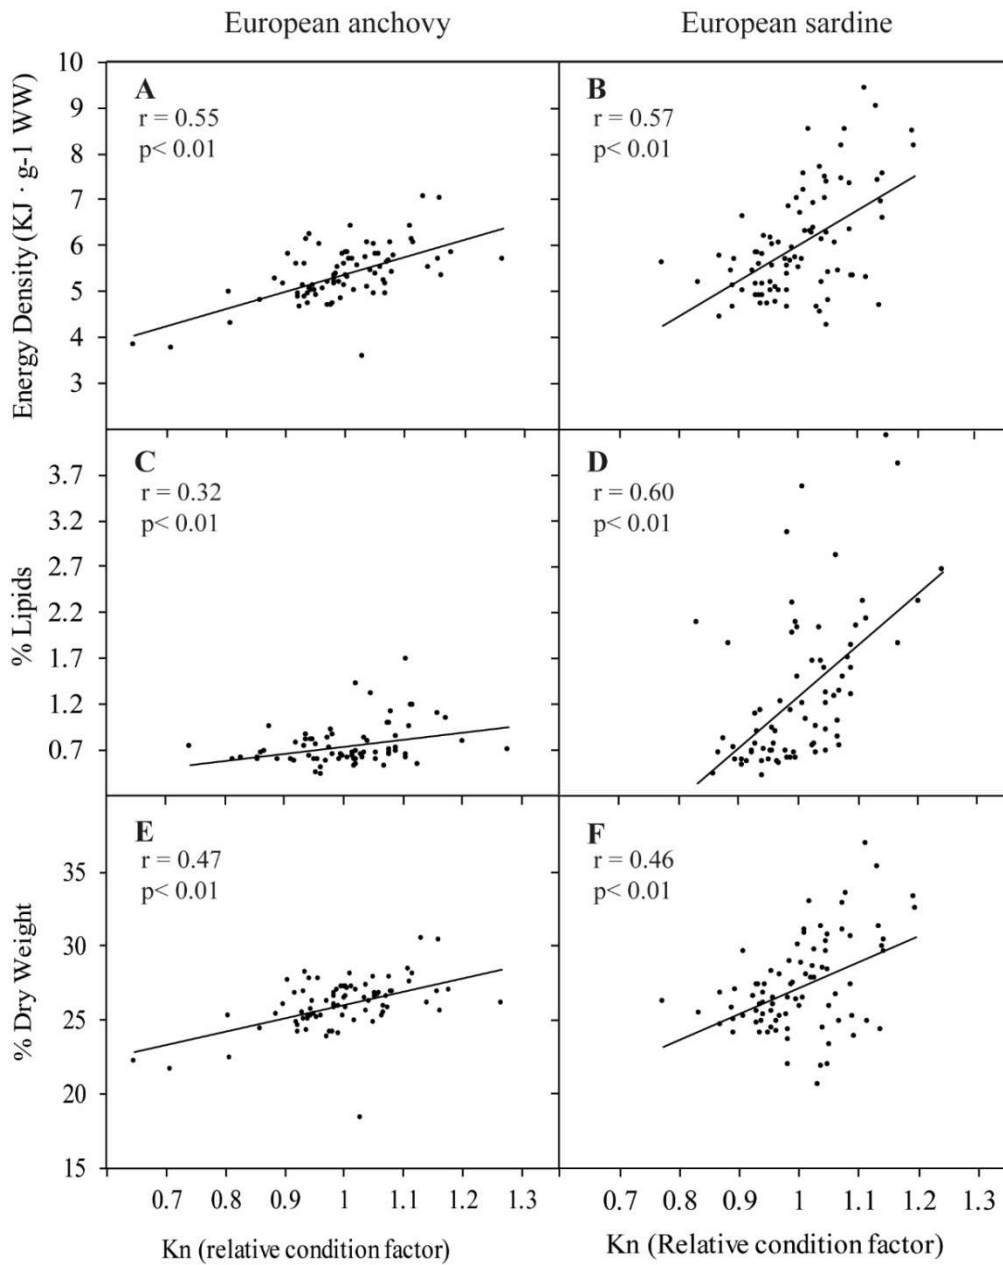 European anchovy
European sardine
Energy Density (KJ · g-1 WW)
10
9
8
7
6
5
4
3
A
r = 0.55
p< 0.01
B
r = 0.57
p< 0.01
% Lipids
3.7
3.2
2.7
2.2
1.7
1.2
0.7
C
r = 0.32
p< 0.01
D
r = 0.60
p< 0.01
% Dry Weight
35
30
25
20
15
E
r = 0.47
p< 0.01
F
r = 0.46
p< 0.01
0.7 0.8 0.9 1 1.1 1.2 1.3
0.7 0.8 0.9 1 1.1 1.2 1.3
Kn (relative condition factor)
Kn (Relative condition factor)